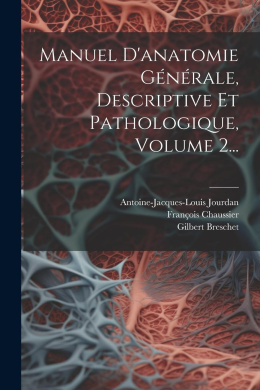 Manuel D'anatomie
Générale,
Descriptive Et
Pathologique,
Volume 2...
Antoine-Jacques-Louis Jourdan
François Chaussier
Gilbert Breschet